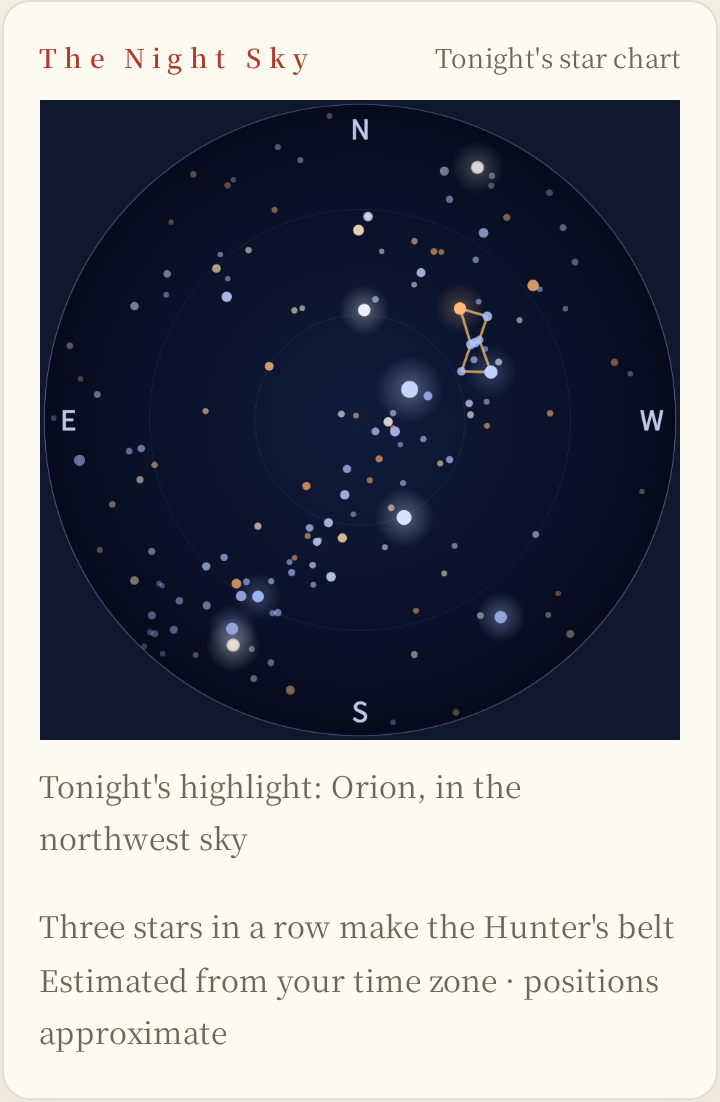 The Night Sky
Tonight's star chart
N
E
W
S
Tonight's highlight: Orion, in the
northwest sky
Three stars in a row make the Hunter's belt
Estimated from your time zone · positions
approximate